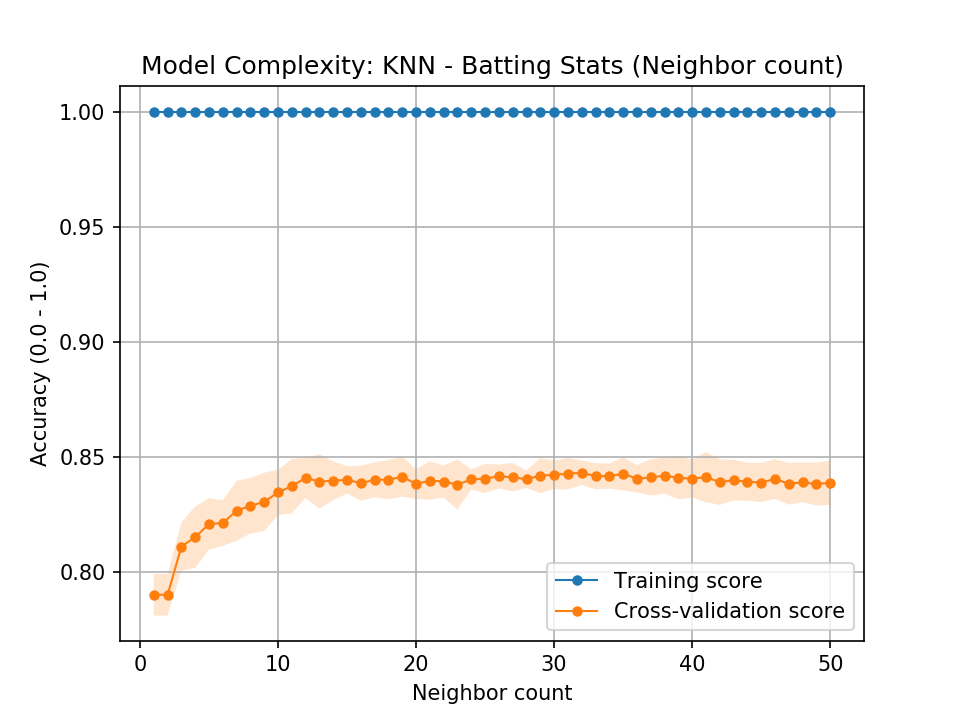 Model Complexity: KNN - Batting Stats (Neighbor count)
Accuracy (0.0 - 1.0)
1.00
0.95
0.90
0.85
0.80
Training score
Cross-validation score
0 10 20 30 40 50
Neighbor count